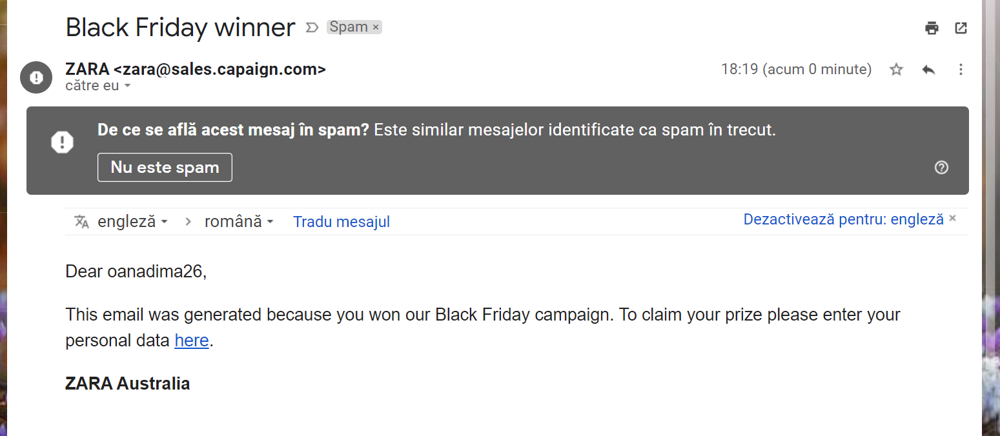 Black Friday winner Spam ×
ZARA <zara@sales.capaign.com> 18:19 (acum 0 minute)
către eu
De ce se află acest mesaj în spam? Este similar mesajelor identificate ca spam în trecut.
Nu este spam
engleză > română Tradu mesajul Dezactivează pentru: engleză ×
Dear oanadima26,
This email was generated because you won our Black Friday campaign. To claim your prize please enter your
personal data here.
ZARA Australia